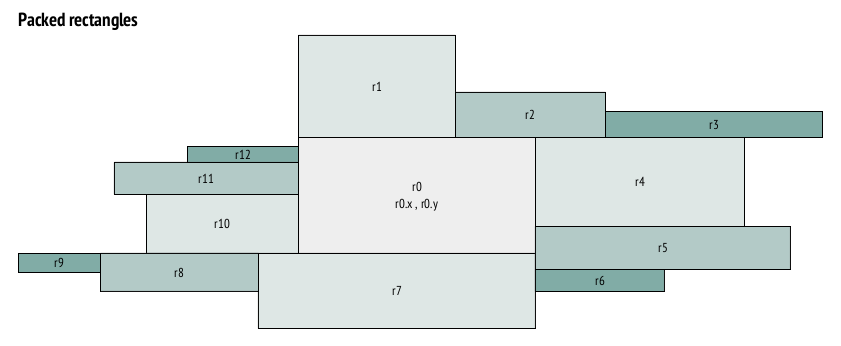 Packed rectangles
r1
r2
r3
r12
r11
r0
r0.x , r0.y
r4
r10
r5
r9
r8
r7
r6